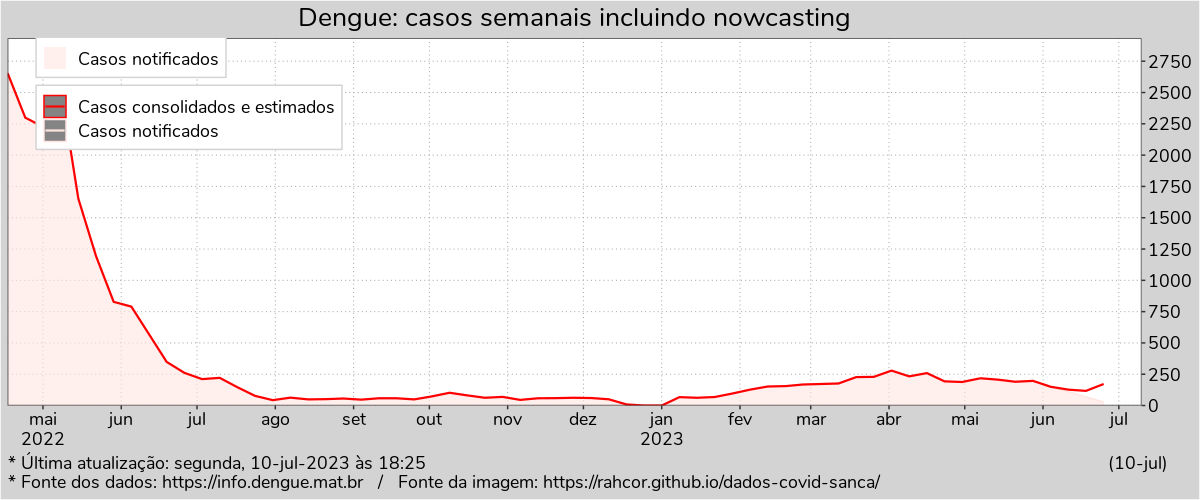 Dengue: casos semanais incluindo nowcasting
Casos notificados
Casos consolidados e estimados
Casos notificados
2750
2500
2250
2000
1750
1500
1250
1000
750
500
250
0
mai jun jul ago set out nov dez jan fev mar abr mai jun jul
2022 2023
* Última atualização: segunda, 10-jul-2023 às 18:25 (10-jul)
* Fonte dos dados: https://info.dengue.mat.br / Fonte da imagem: https://rahcor.github.io/dados-covid-sanca/